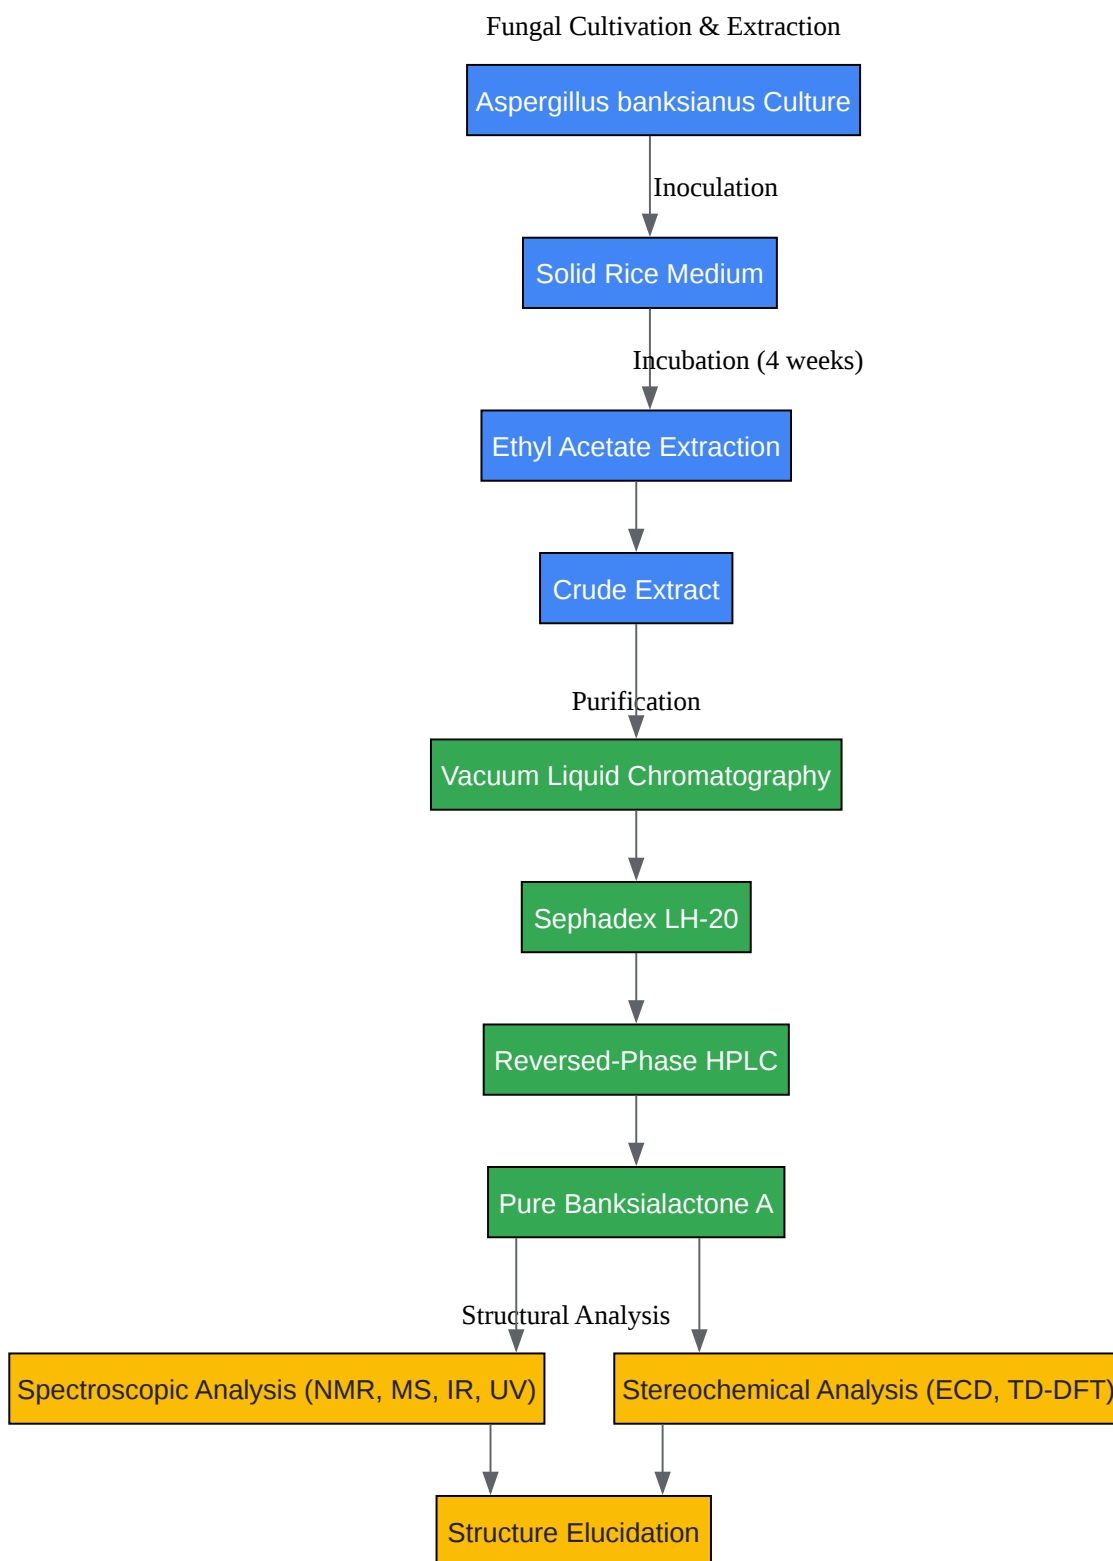 Fungal Cultivation & Extraction
Aspergillus banksianus Culture
Inoculation
Solid Rice Medium
Incubation (4 weeks)
Ethyl Acetate Extraction
Crude Extract
Purification
Vacuum Liquid Chromatography
Sephadex LH-20
Reversed-Phase HPLC
Pure Banksialactone A
Structural Analysis
Spectroscopic Analysis (NMR, MS, IR, UV)
Stereochemical Analysis (ECD, TD-DFT)
Structure Elucidation